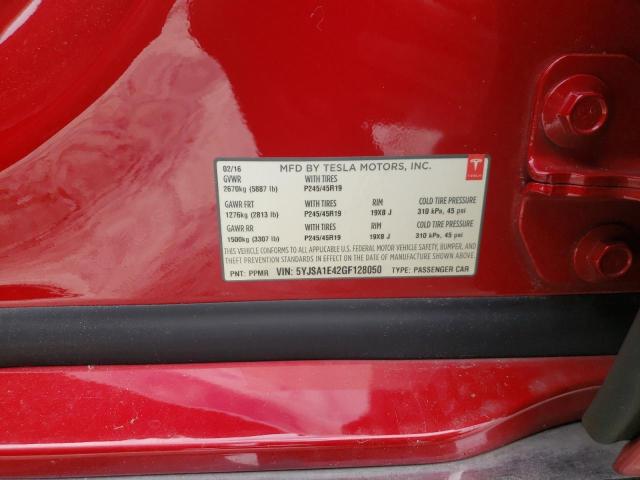 02/16 MFD BY TESLA MOTORS, INC.
GVWR WITH TIRES
2670kg (5887 lb) P245/45R19
GAWR FRT WITH TIRES RIM COLD TIRE PRESSURE
1276kg (2813 lb) P245/45R19 19X8 J 310 kPa, 45 psi
GAWR RR WITH TIRES RIM COLD TIRE PRESSURE
1500kg (3307 lb) P245/45R19 19X8 J 310 kPa, 45 psi
THIS VEHICLE CONFORMS TO ALL APPLICABLE U.S. FEDERAL MOTOR VEHICLE SAFETY, BUMPER, AND
THEFT PREVENTION STANDARDS IN EFFECT ON THE DATE OF MANUFACTURE SHOWN ABOVE.
PNT: PPMR VIN: 5YJSA1E42GF128050 TYPE: PASSENGER CAR